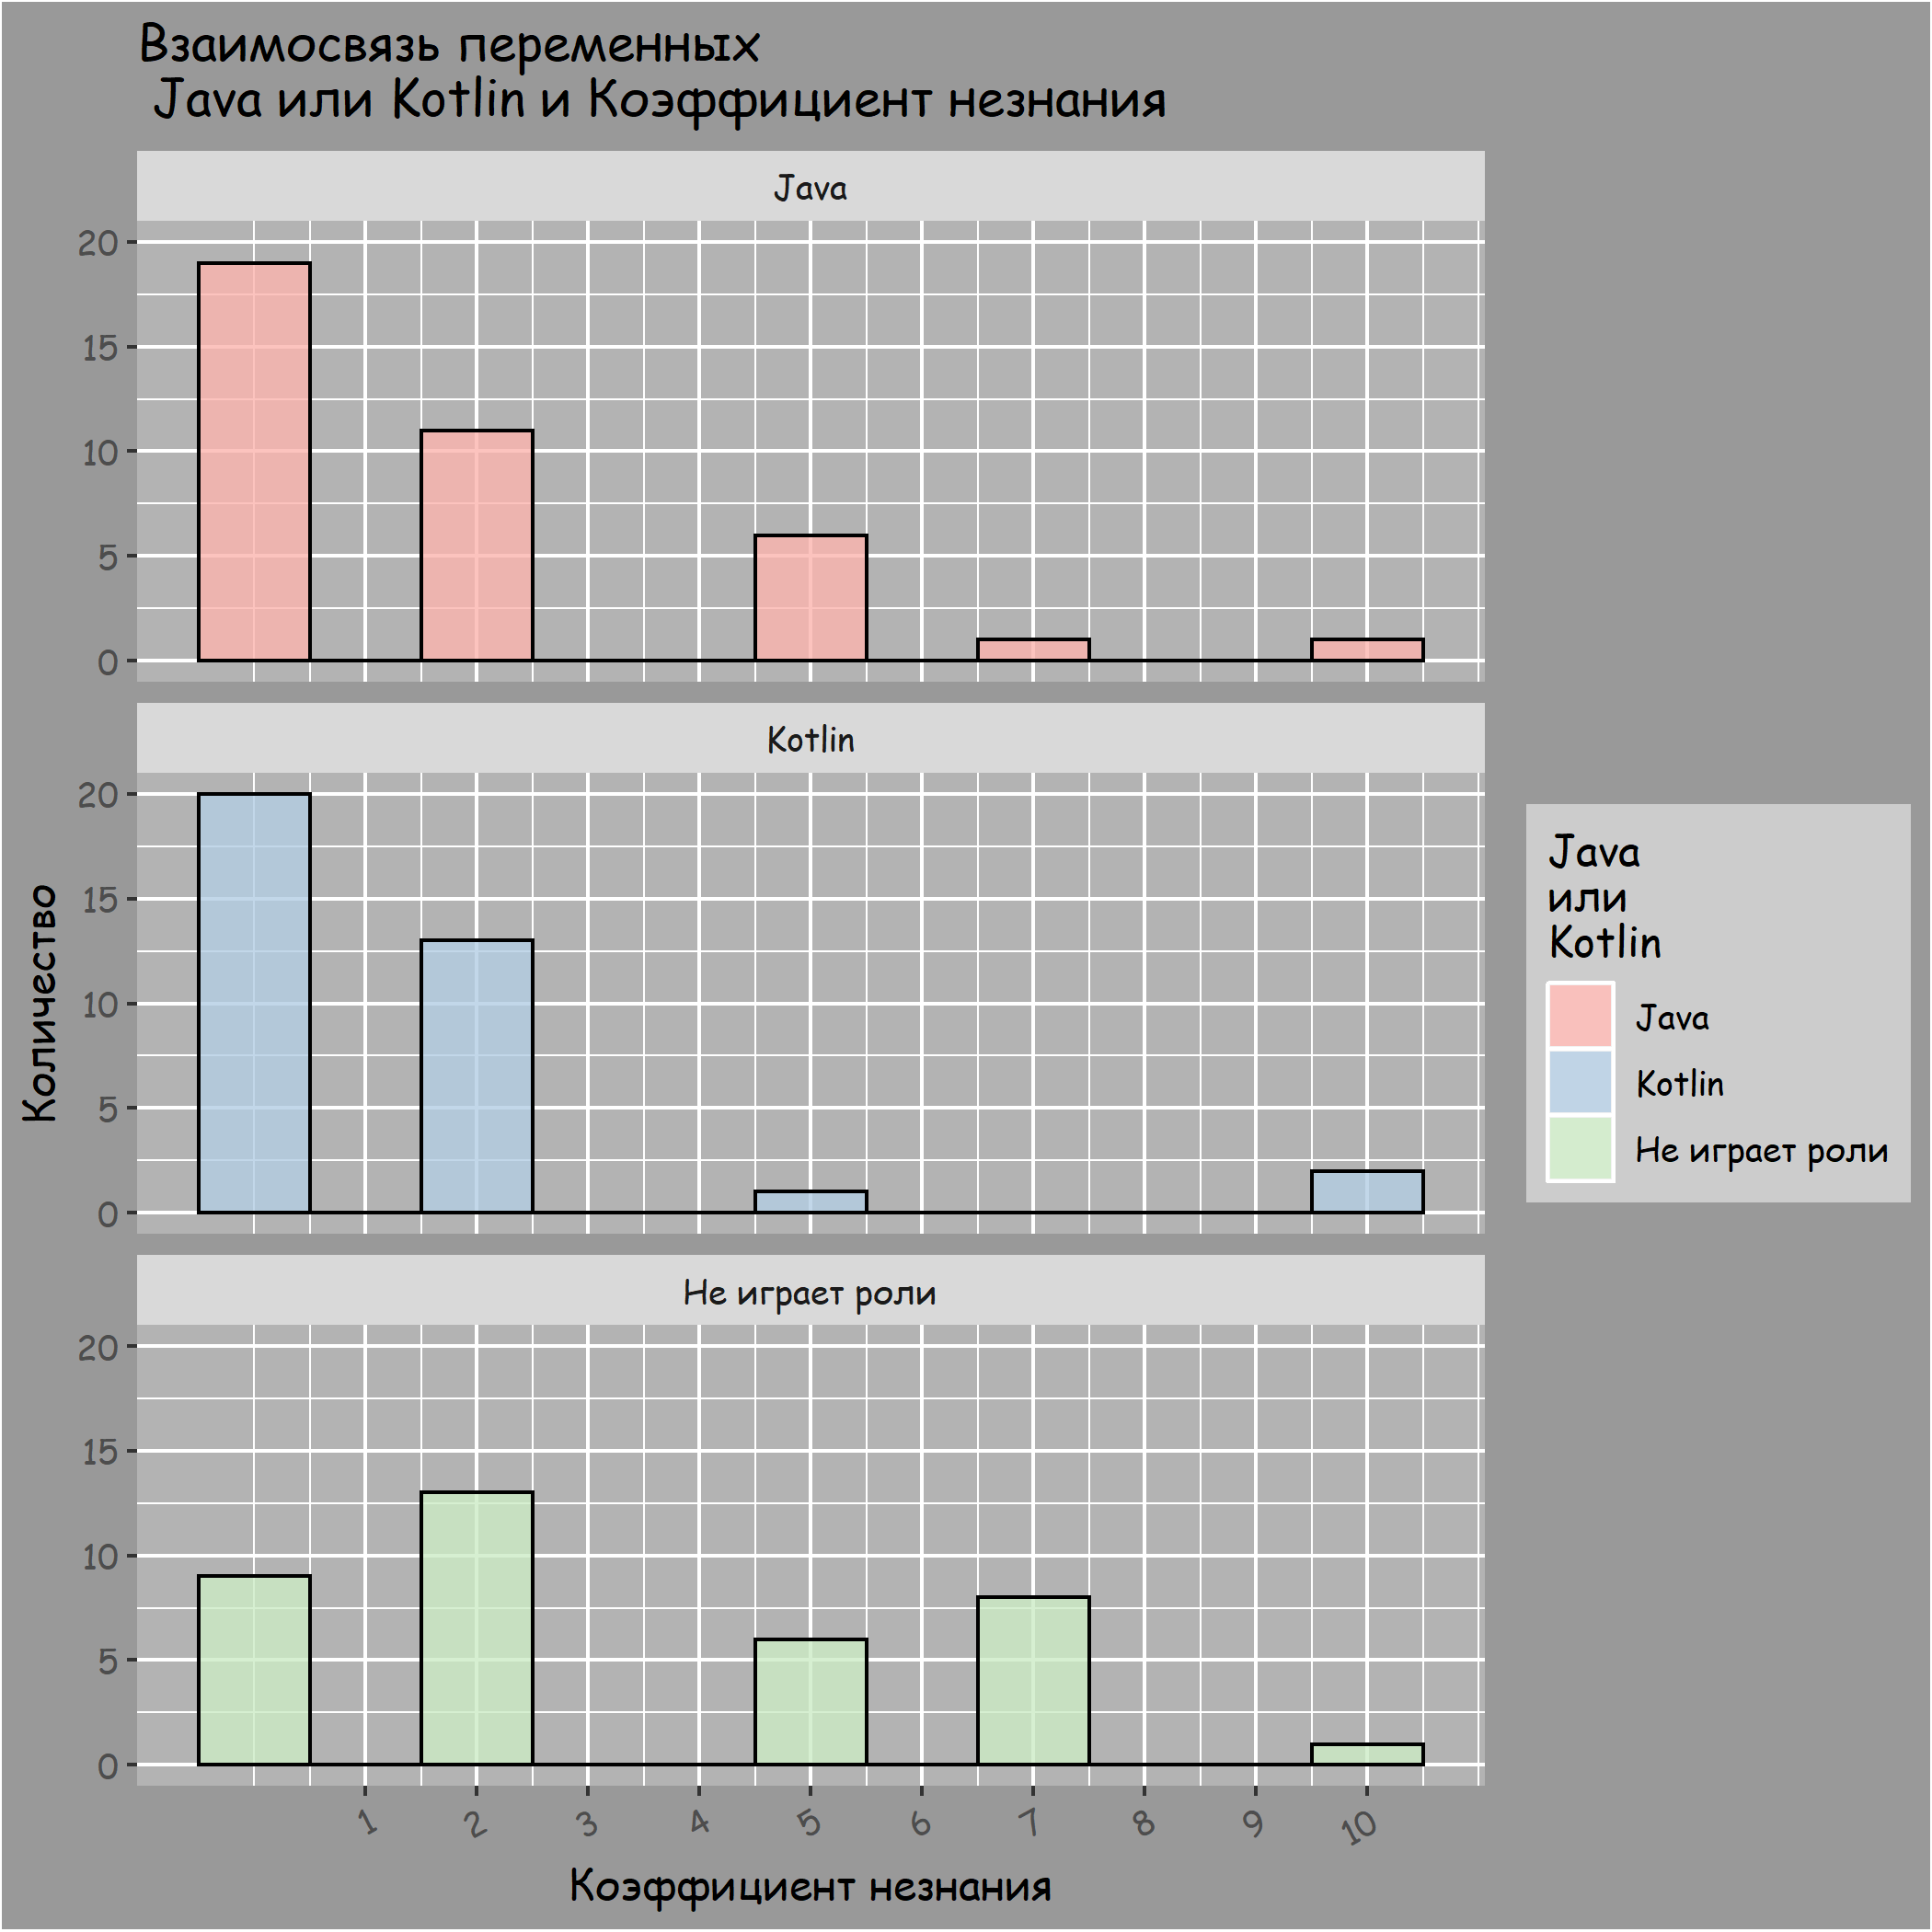 Взаимосвязь переменных
Java или Kotlin и Коэффициент незнания
Java
20
15
10
5
0
Kotlin
20
15
10
5
0
Не играет роли
20
15
10
5
0
1 2 3 4 5 6 7 8 9 10
Коэффициент незнания
Количество
Java
или
Kotlin
Java
Kotlin
Не играет роли